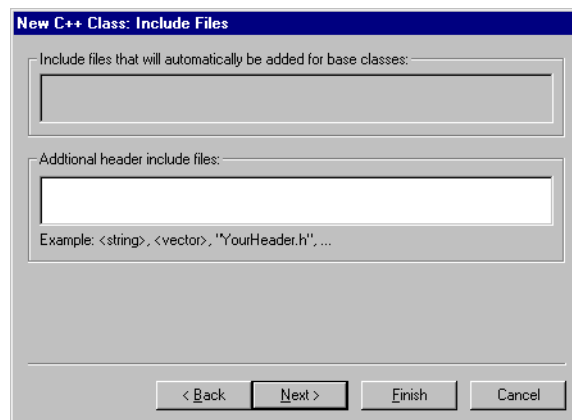 New C++ Class: Include Files
Include files that will automatically be added for base classes:
Addtional header include files:
Example: <string>, <vector>, "YourHeader.h", ...
< Back
Next >
Finish
Cancel